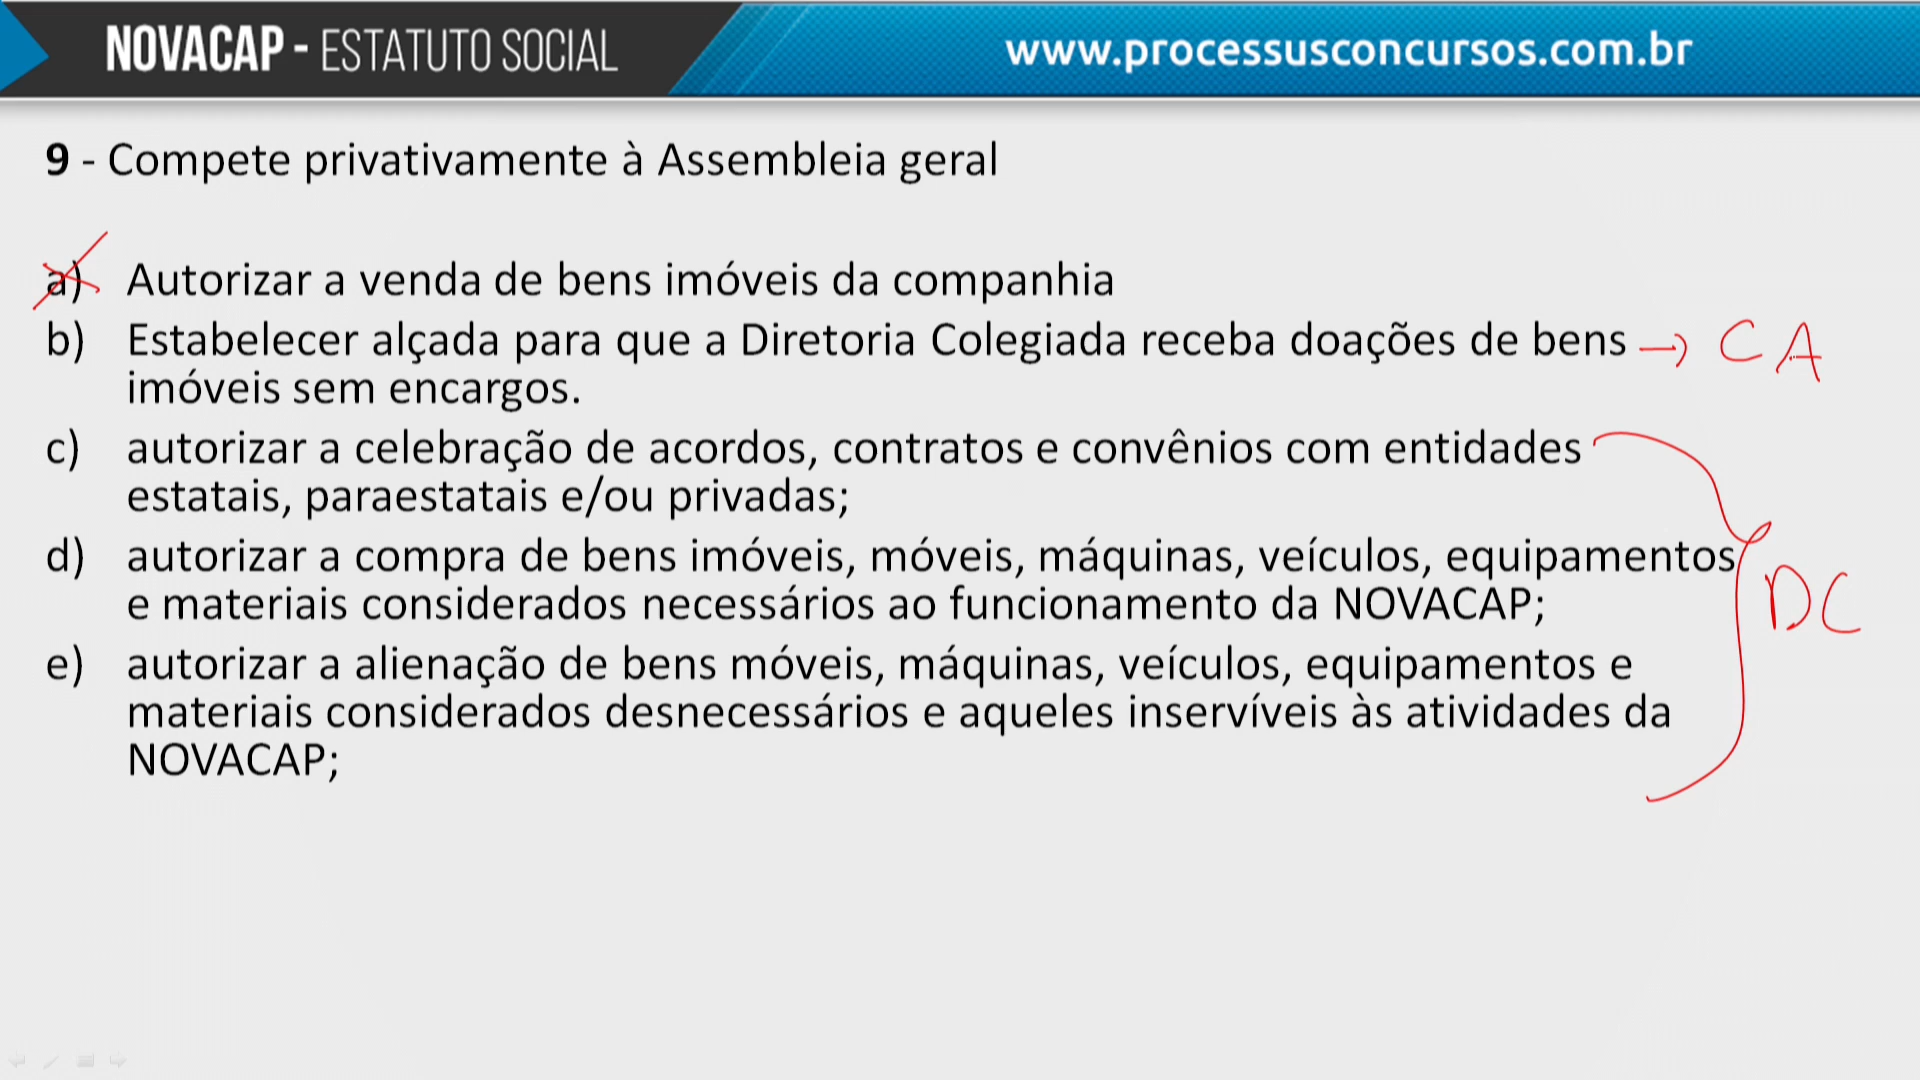 NOVACAP - ESTATUTO SOCIAL
www.processusconcursos.com.br
9 - Compete privativamente à Assembleia geral
a) Autorizar a venda de bens imóveis da companhia
b) Estabelecer alçada para que a Diretoria Colegiada receba doações de bens → CA
imóveis sem encargos.
c) autorizar a celebração de acordos, contratos e convênios com entidades
estatais, paraestatais e/ou privadas;
d) autorizar a compra de bens imóveis, móveis, máquinas, veículos, equipamentos
e materiais considerados necessários ao funcionamento da NOVACAP;
DC
e) autorizar a alienação de bens móveis, máquinas, veículos, equipamentos e
materiais considerados desnecessários e aqueles inservíveis às atividades da
NOVACAP;